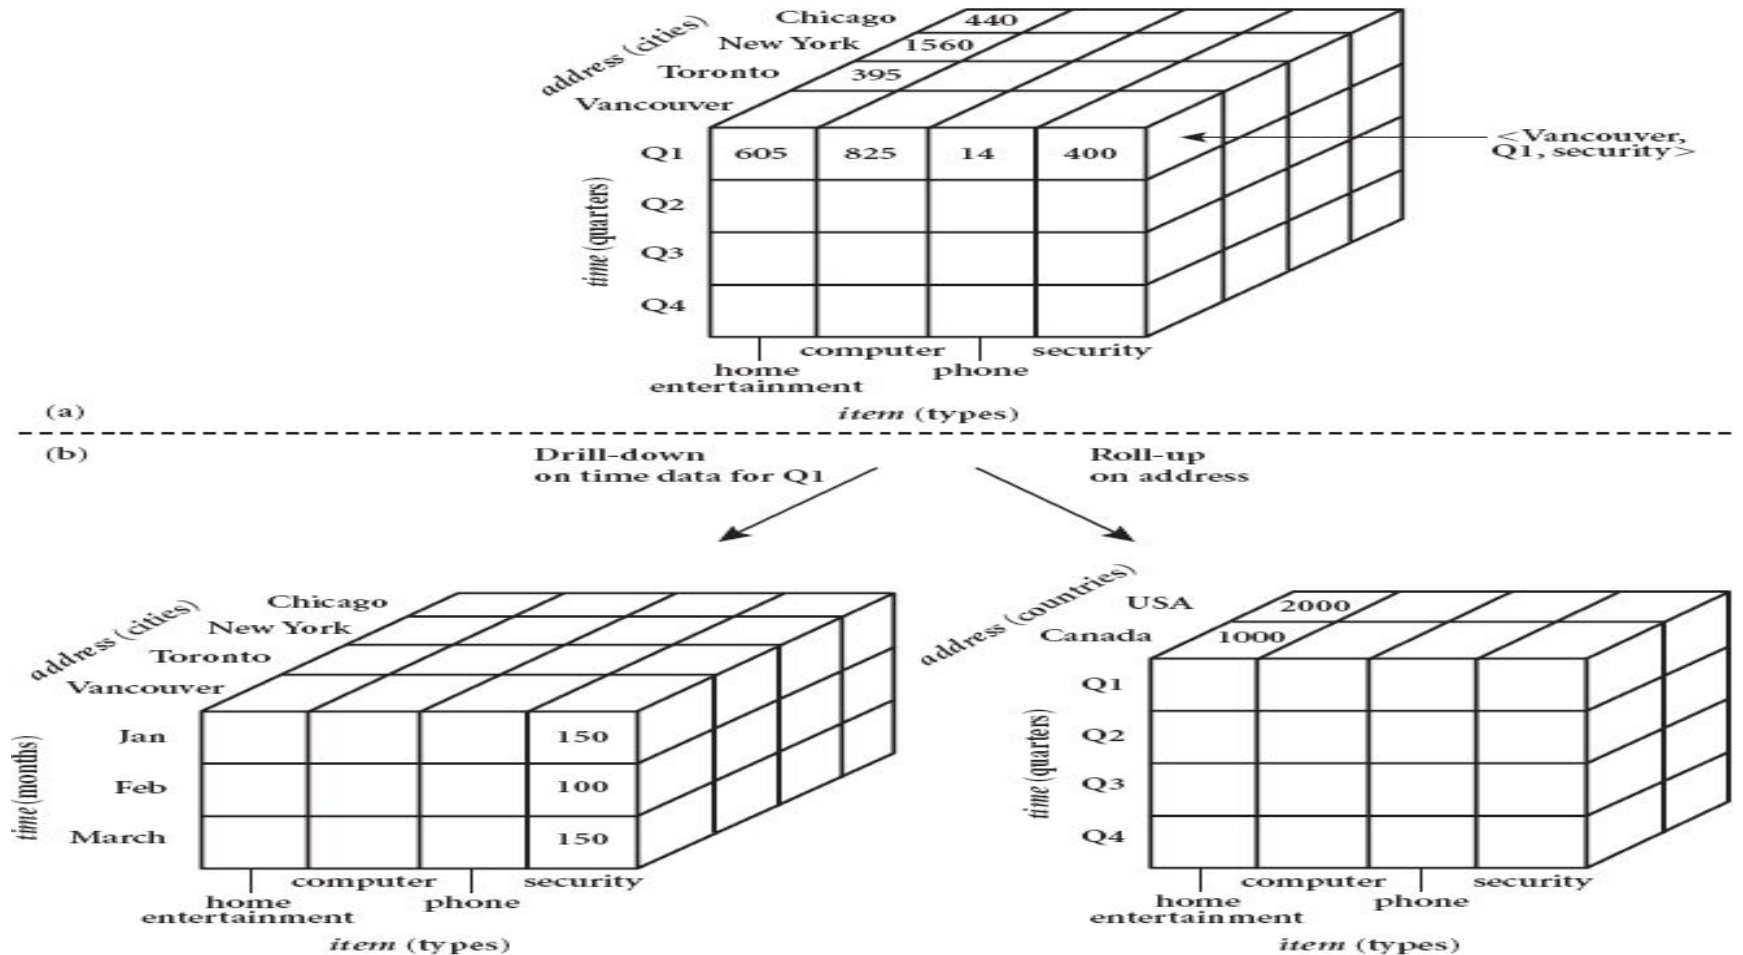 Chicago 440
New York 1560
Toronto 395
Vancouver
address (cities)
Q1 605 825 14 400
<Vancouver,
Q1, security>
Q2
Q3
Q4
time (quarters)
computer security
home phone
entertainment
item (types)
(a)
(b)
Drill-down
on time data for Q1
Roll-up
on address
Chicago
New York
Toronto
Vancouver
address (cities)
Jan 150
Feb 100
March 150
time (months)
computer security
home phone
entertainment
item (types)
USA 2000
Canada 1000
address (countries)
Q1
Q2
Q3
Q4
time (quarters)
computer security
home phone
entertainment
item (types)